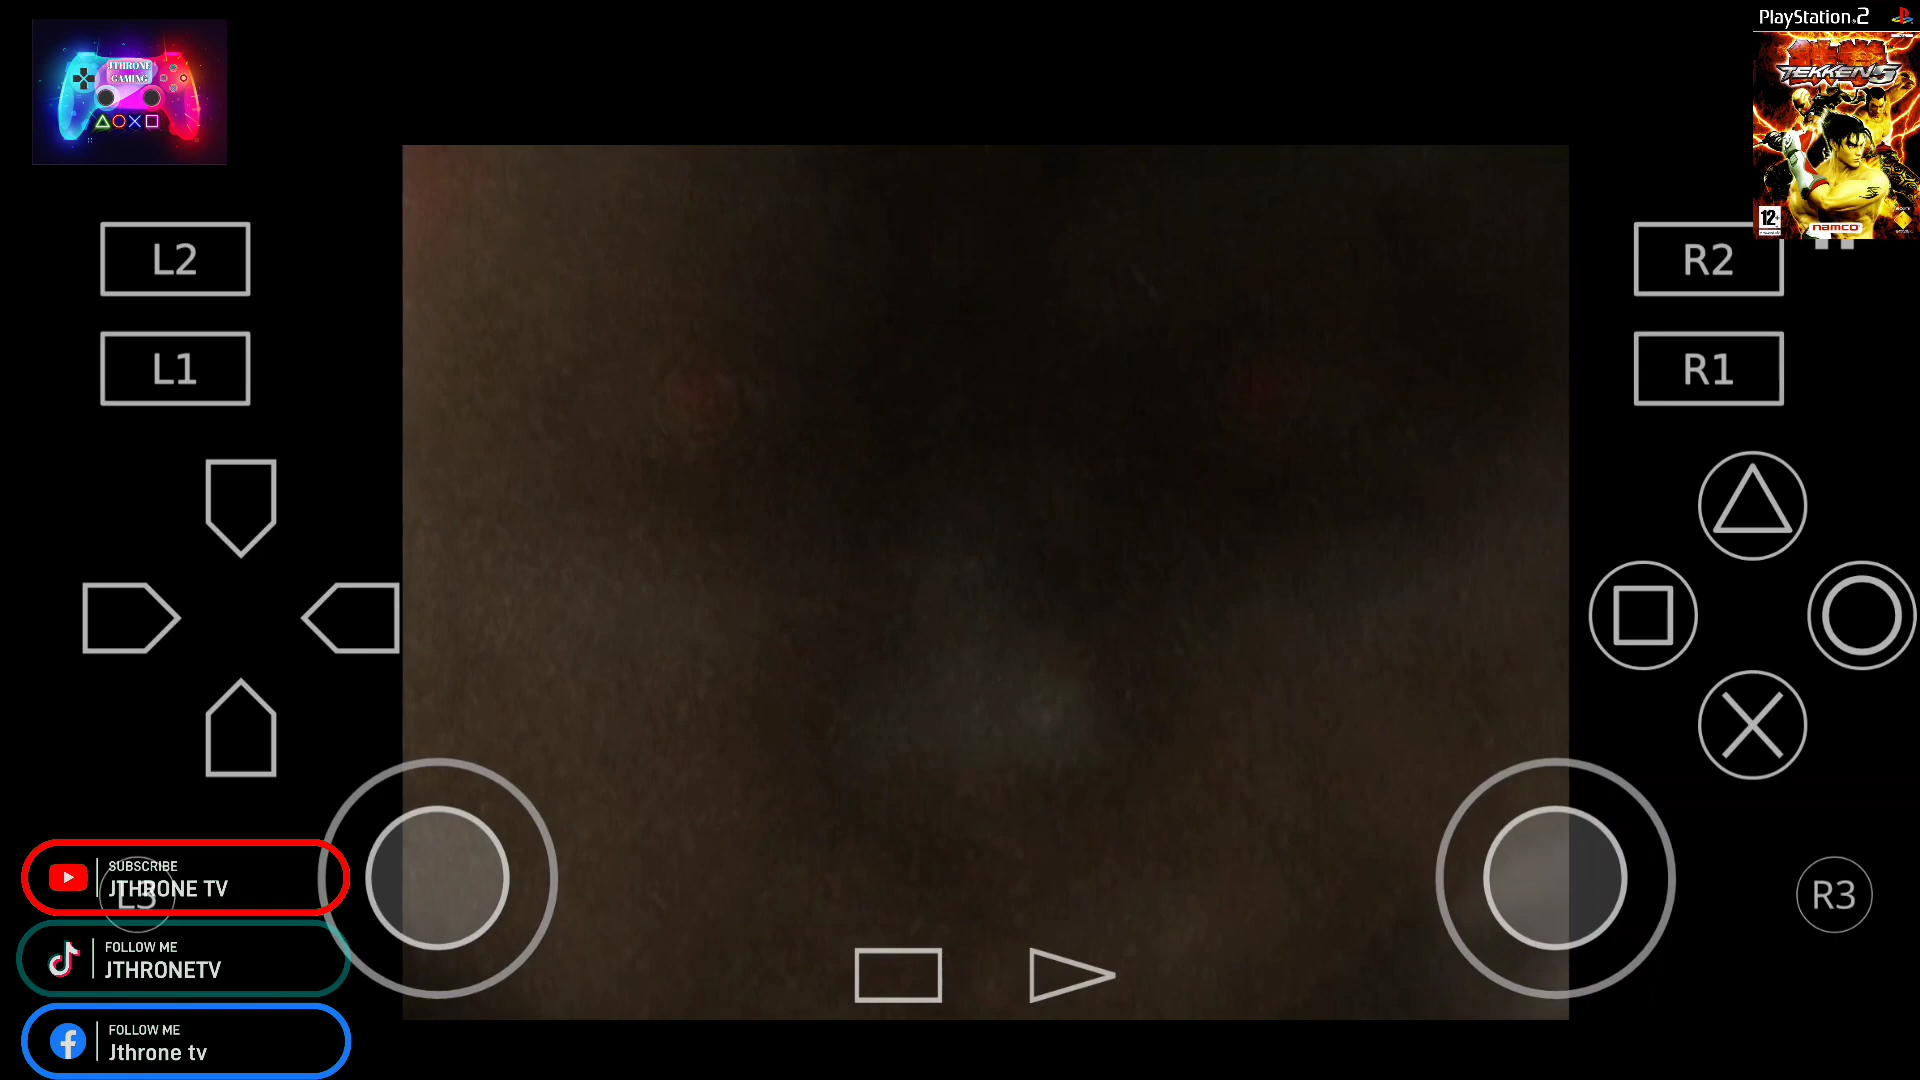 JTHRONE
GAMING
PlayStation 2
TEKKEN 5
12+
namco
L2
L1
R2
R1
SUBSCRIBE
JTHRONE TV
L3
FOLLOW ME
JTHRONETV
FOLLOW ME
Jthrone tv
R3